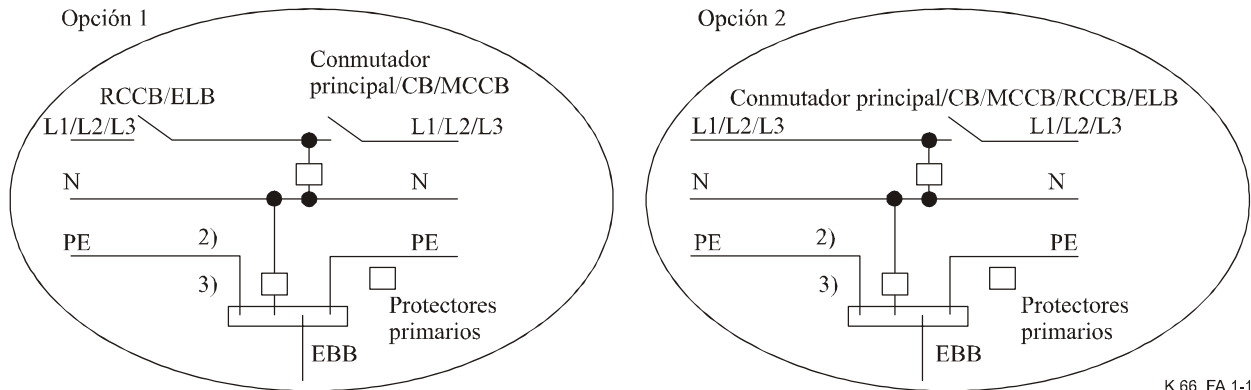 Opción 1
Conmutador
principal/CB/MCCB
RCCB/ELB
L1/L2/L3
L1/L2/L3
N
N
PE
2)
PE
3)
Protectores
primarios
EBB
Opción 2
Conmutador principal/CB/MCCB/RCCB/ELB
L1/L2/L3
L1/L2/L3
N
N
PE
2)
PE
3)
Protectores
primarios
EBB
K.66_FA.1-1